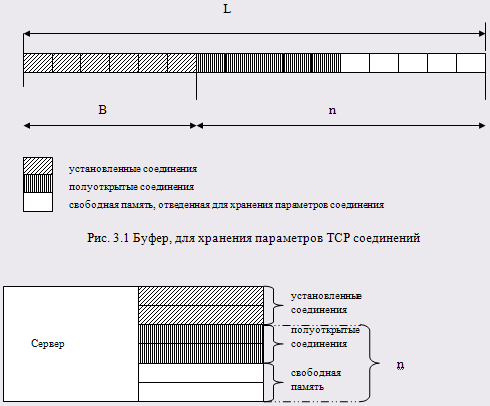 L
B
n
установленные соединения
полуоткрытые соединения
свободная память, отведенная для хранения параметров соединения
Рис. 3.1 Буфер, для хранения параметров TCP соединений
Сервер
установленные
соединения
полуоткрытые
соединения
свободная
память
n